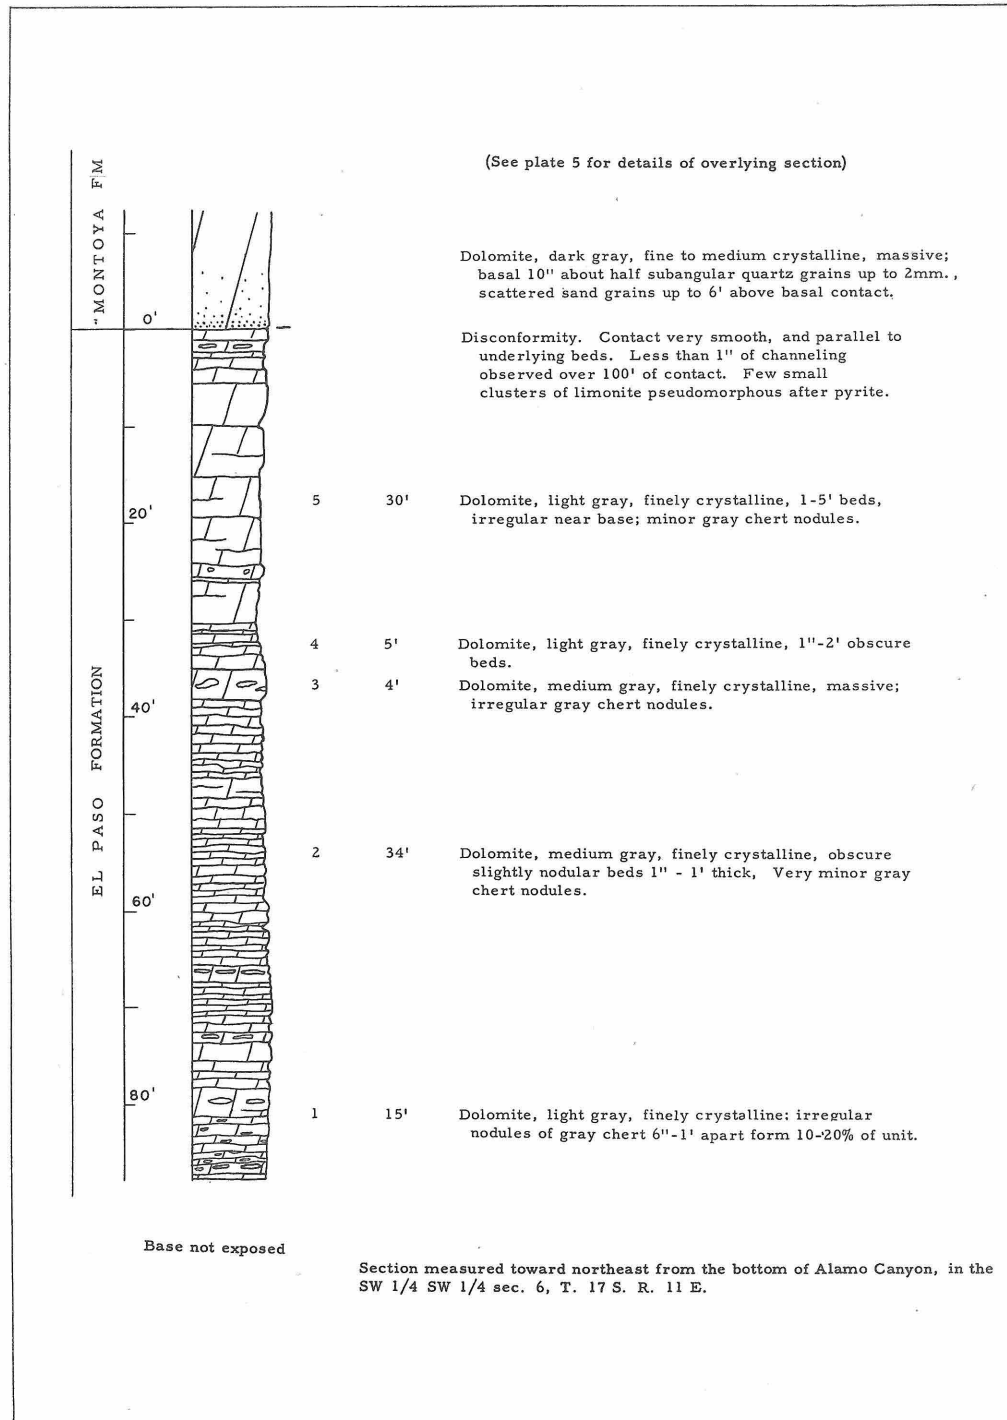 (See plate 5 for details of overlying section)
MONTOYA FM
Dolomite, dark gray, fine to medium crystalline, massive;
basal 10" about half subangular quartz grains up to 2mm.,
scattered sand grains up to 6' above basal contact.
0'
Disconformity. Contact very smooth, and parallel to
underlying beds. Less than 1" of channeling
observed over 100' of contact. Few small
clusters of limonite pseudomorphous after pyrite.
5 30' Dolomite, light gray, finely crystalline, 1-5' beds,
irregular near base; minor gray chert nodules.
20'
4 5' Dolomite, light gray, finely crystalline, 1"-2' obscure
beds.
3 4' Dolomite, medium gray, finely crystalline, massive;
irregular gray chert nodules.
40'
EL PASO FORMATION
2 34' Dolomite, medium gray, finely crystalline, obscure
slightly nodular beds 1" - 1' thick, Very minor gray
chert nodules.
60'
80'
1 15' Dolomite, light gray, finely crystalline: irregular
nodules of gray chert 6"-1' apart form 10-20% of unit.
Base not exposed
Section measured toward northeast from the bottom of Alamo Canyon, in the
SW 1/4 SW 1/4 sec. 6, T. 17 S. R. 11 E.